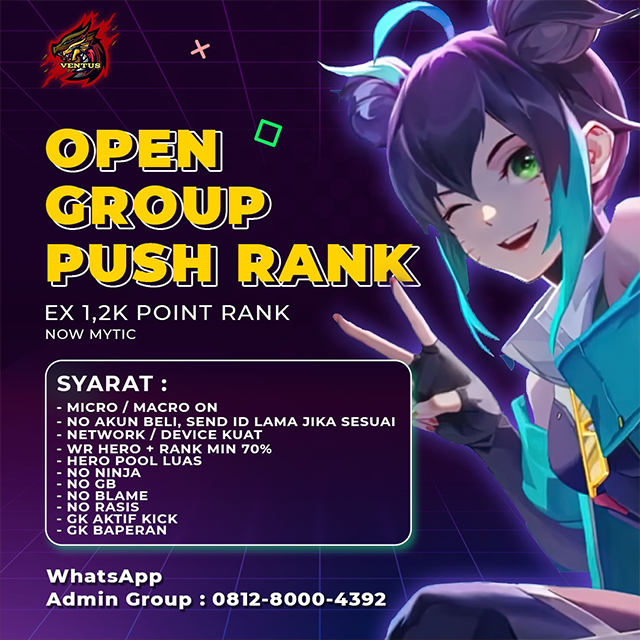 VENTUS
OPEN
GROUP
PUSH RANK
EX 1,2K POINT RANK
NOW MYTIC
SYARAT :
- MICRO / MACRO ON
- NO AKUN BELI, SEND ID LAMA JIKA SESUAI
- NETWORK / DEVICE KUAT
- WR HERO + RANK MIN 70%
- HERO POOL LUAS
- NO NINJA
- NO GB
- NO BLAME
- NO RASIS
- GK AKTIF KICK
- GK BAPERAN
WhatsApp
Admin Group : 0812-8000-4392